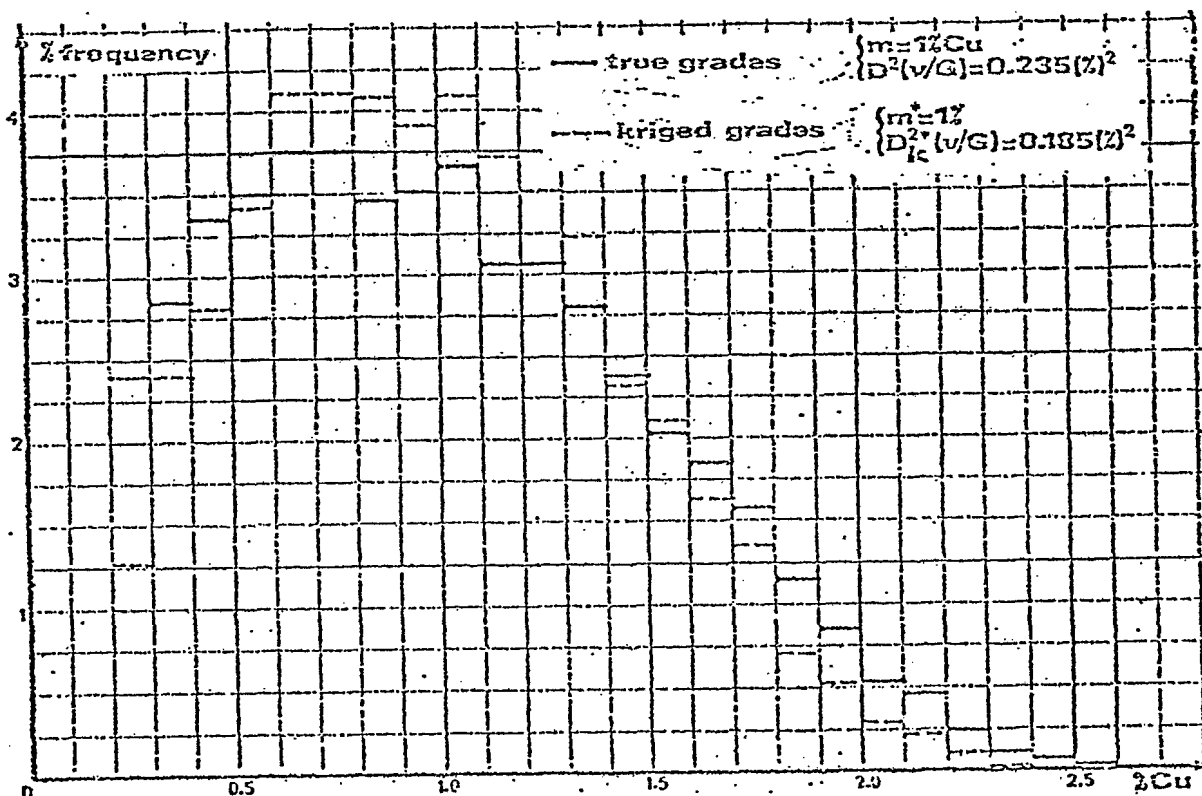 % frequency
true grades
{m=1%Cu
{D²(v/G)=0.235(%)²
kriged grades
{m*=1%
{D²*ₖ(v/G)=0.185(%)²
4
3
2
1
0
0.5
1.0
1.5
2.0
2.5
%Cu